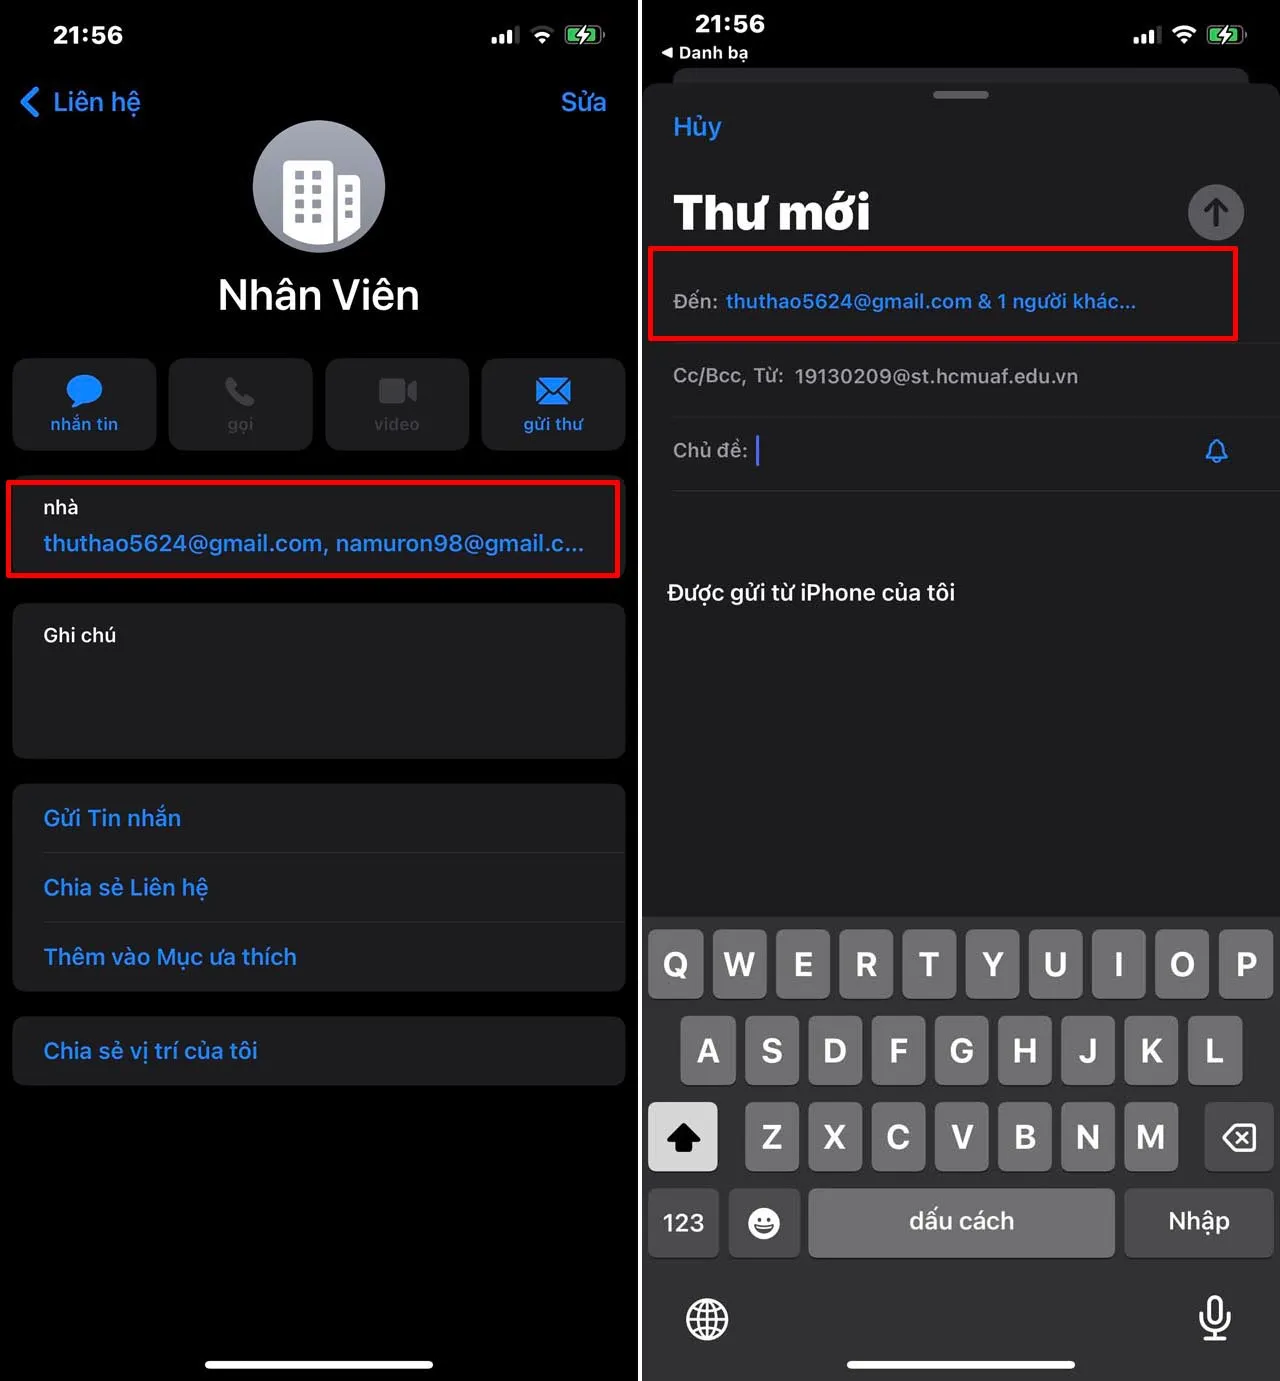 21:56
Liên hệ
Sửa
Nhân Viên
nhắn tin
gọi
video
gửi thư
nhà
thuthao5624@gmail.com, namuron98@gmail.c...
Ghi chú
Gửi Tin nhắn
Chia sẻ Liên hệ
Thêm vào Mục ưa thích
Chia sẻ vị trí của tôi
21:56
Danh bạ
Hủy
Thư mới
Đến: thuthao5624@gmail.com & 1 người khác...
Cc/Bcc, Từ: 19130209@st.hcmuaf.edu.vn
Chủ đề:
Được gửi từ iPhone của tôi
Q W E R T Y U I O P
A S D F G H J K L
Z X C V B N M
123 dấu cách Nhập